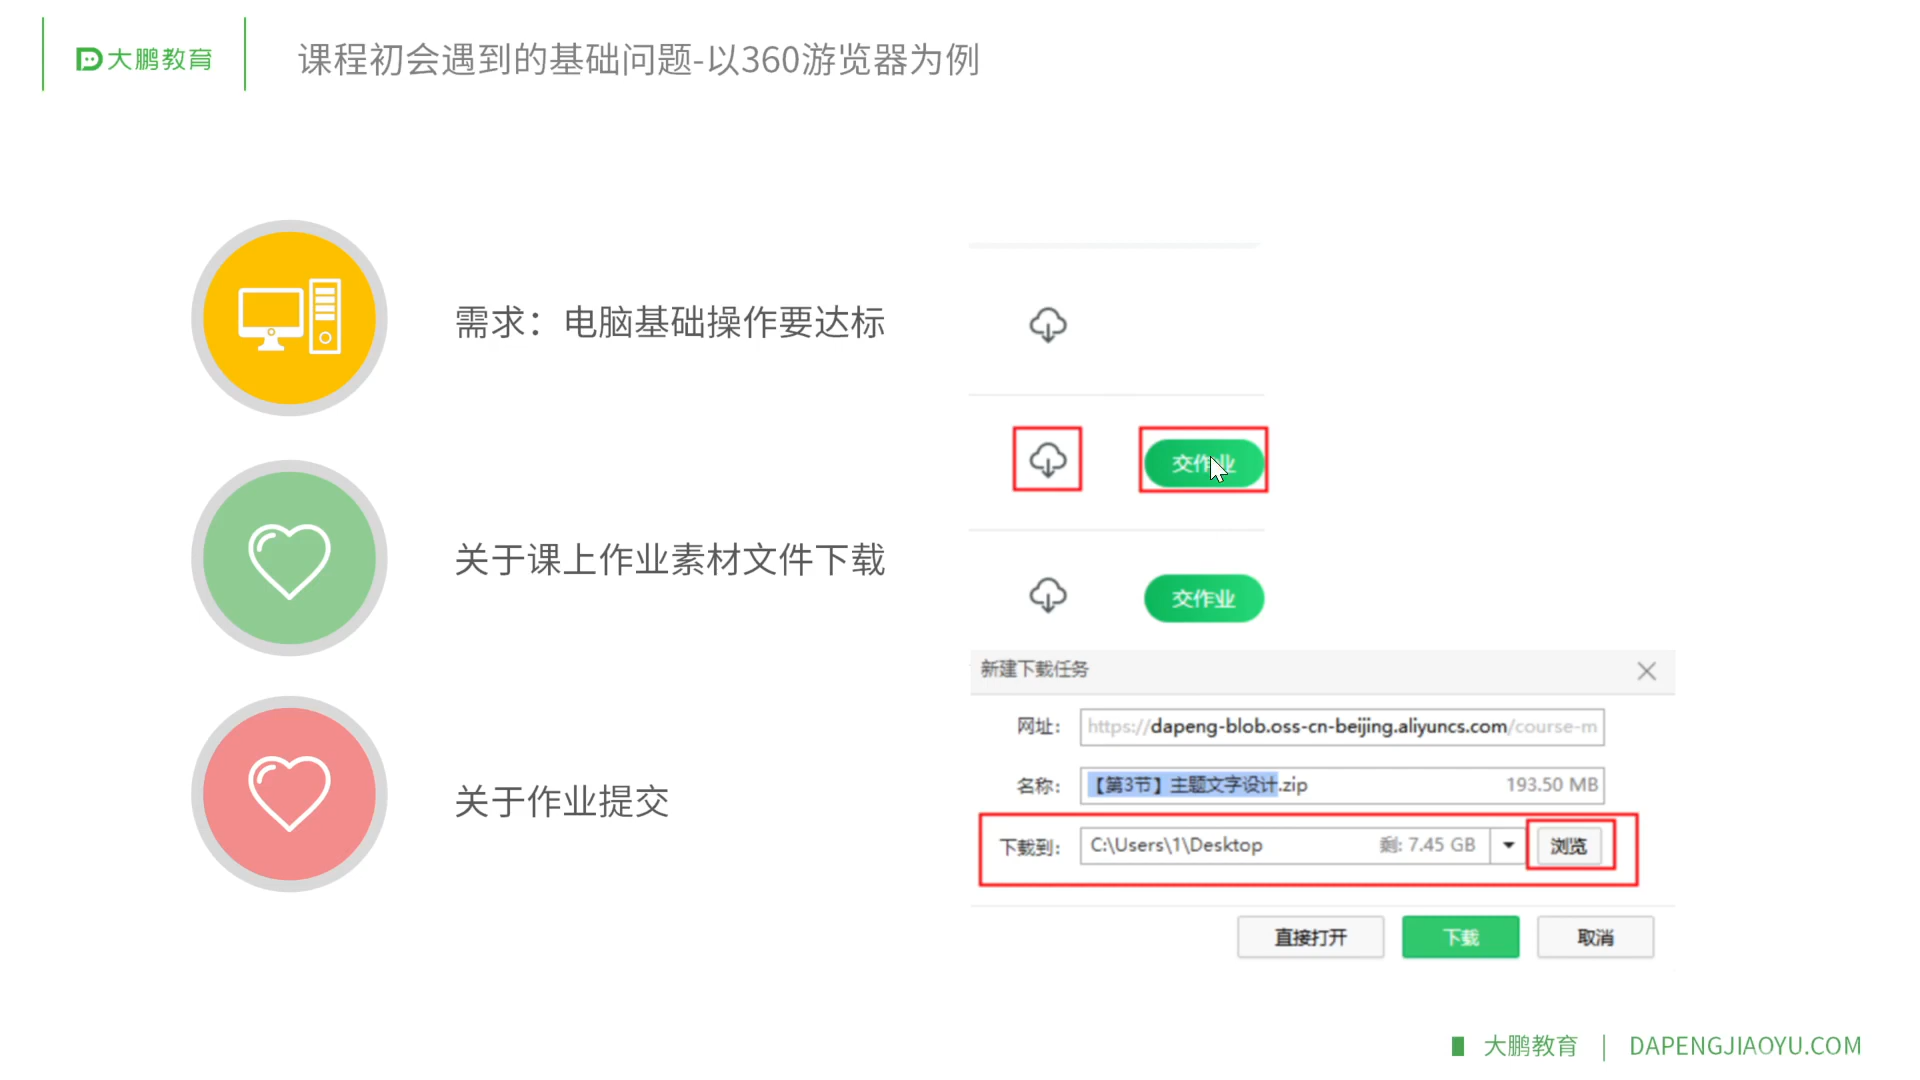 大鹏教育
课程初会遇到的基础问题-以360游览器为例
需求：电脑基础操作要达标
关于课上作业素材文件下载
关于作业提交
交作业
交作业
新建下载任务
网址： https://dapeng-blob.oss-cn-beijing.aliyuncs.com/course-m
名称： 【第3节】主题文字设计.zip 193.50 MB
下载到： C:\Users\1\Desktop 剩: 7.45 GB 浏览
直接打开 下载 取消
大鹏教育 | DAPENGJIAOYU.COM